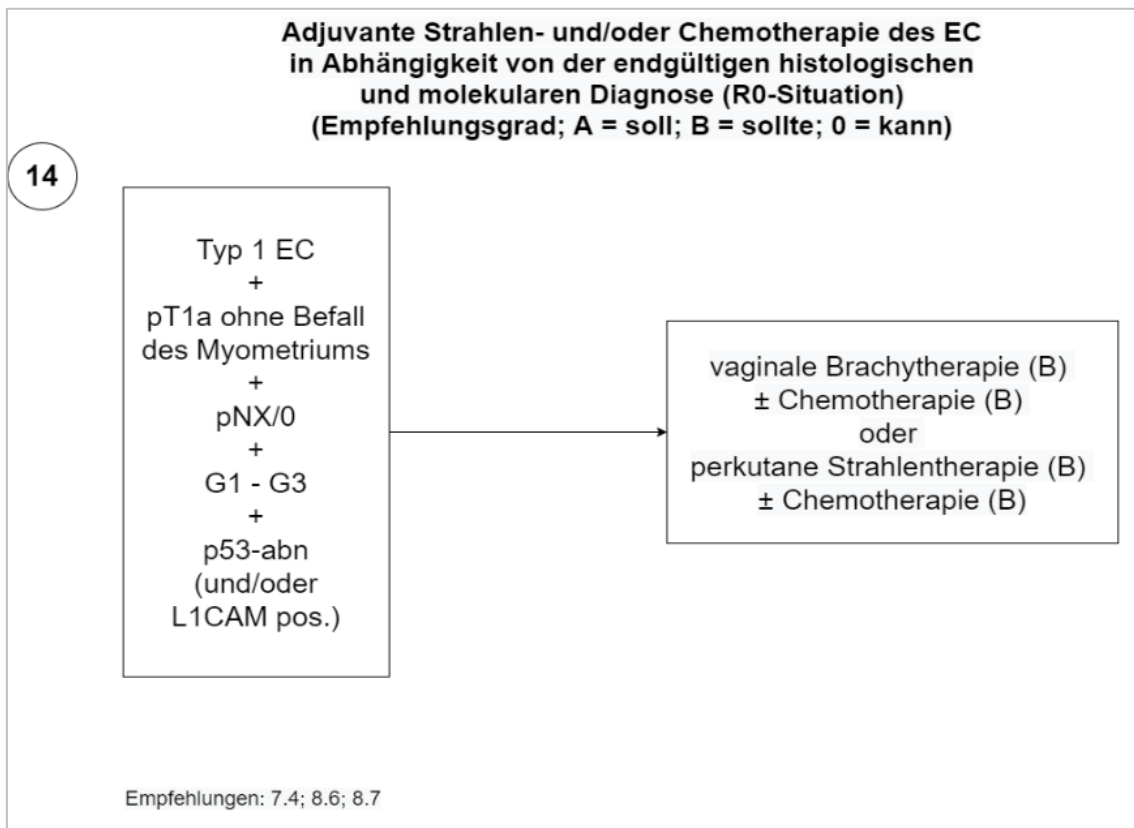 Adjuvante Strahlen- und/oder Chemotherapie des EC
in Abhängigkeit von der endgültigen histologischen
und molekularen Diagnose (R0-Situation)
(Empfehlungsgrad; A = soll; B = sollte; 0 = kann)
14
Typ 1 EC
+
pT1a ohne Befall
des Myometriums
+
pNX/0
+
G1 - G3
+
p53-abn
(und/oder
L1CAM pos.)
vaginale Brachytherapie (B)
± Chemotherapie (B)
oder
perkutane Strahlentherapie (B)
± Chemotherapie (B)
Empfehlungen: 7.4; 8.6; 8.7